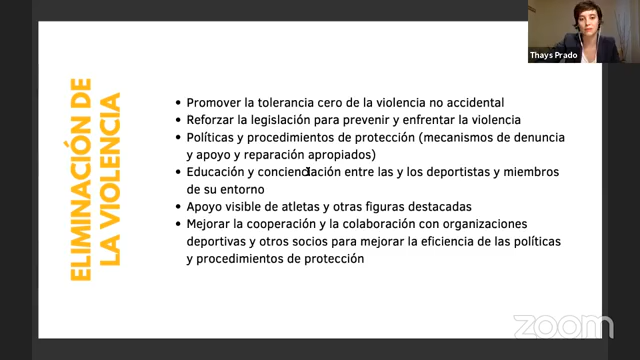 Thays Prado
ELIMINACIÓN DE
LA VIOLENCIA
• Promover la tolerancia cero de la violencia no accidental
• Reforzar la legislación para prevenir y enfrentar la violencia
• Políticas y procedimientos de protección (mecanismos de denuncia
y apoyo y reparación apropiados)
• Educación y concienciación entre las y los deportistas y miembros
de su entorno
• Apoyo visible de atletas y otras figuras destacadas
• Mejorar la cooperación y la colaboración con organizaciones
deportivas y otros socios para mejorar la eficiencia de las políticas
y procedimientos de protección
zoom